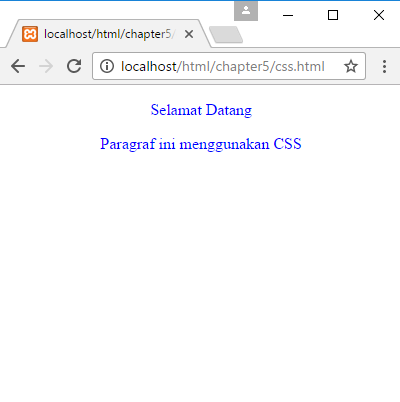 localhost/html/chapter5/
localhost/html/chapter5/css.html
Selamat Datang
Paragraf ini menggunakan CSS